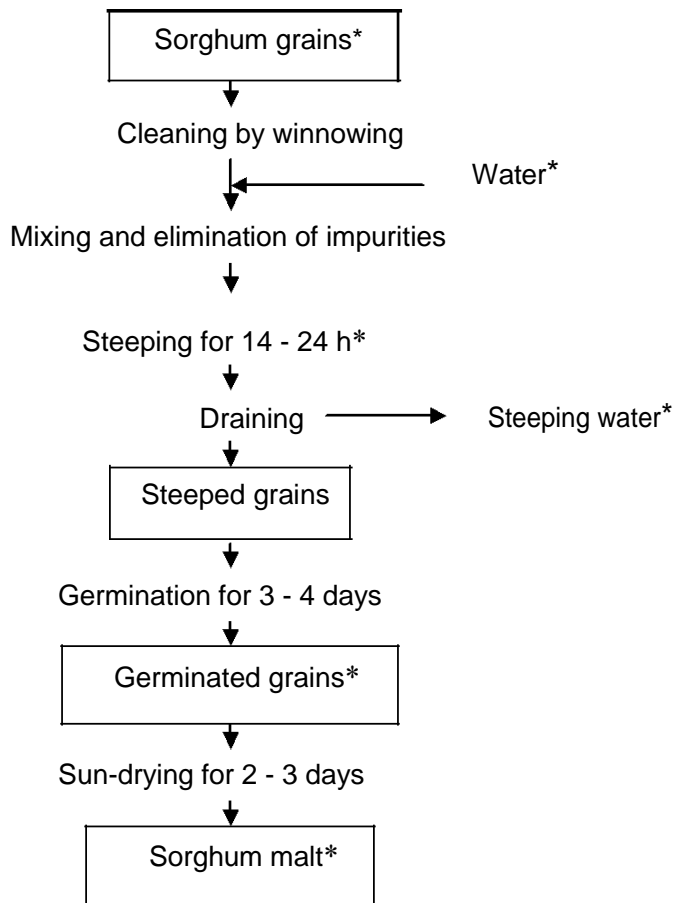 Sorghum grains*
Cleaning by winnowing
Water*
Mixing and elimination of impurities
Steeping for 14 - 24 h*
Draining
Steeping water*
Steeped grains
Germination for 3 - 4 days
Germinated grains*
Sun-drying for 2 - 3 days
Sorghum malt*